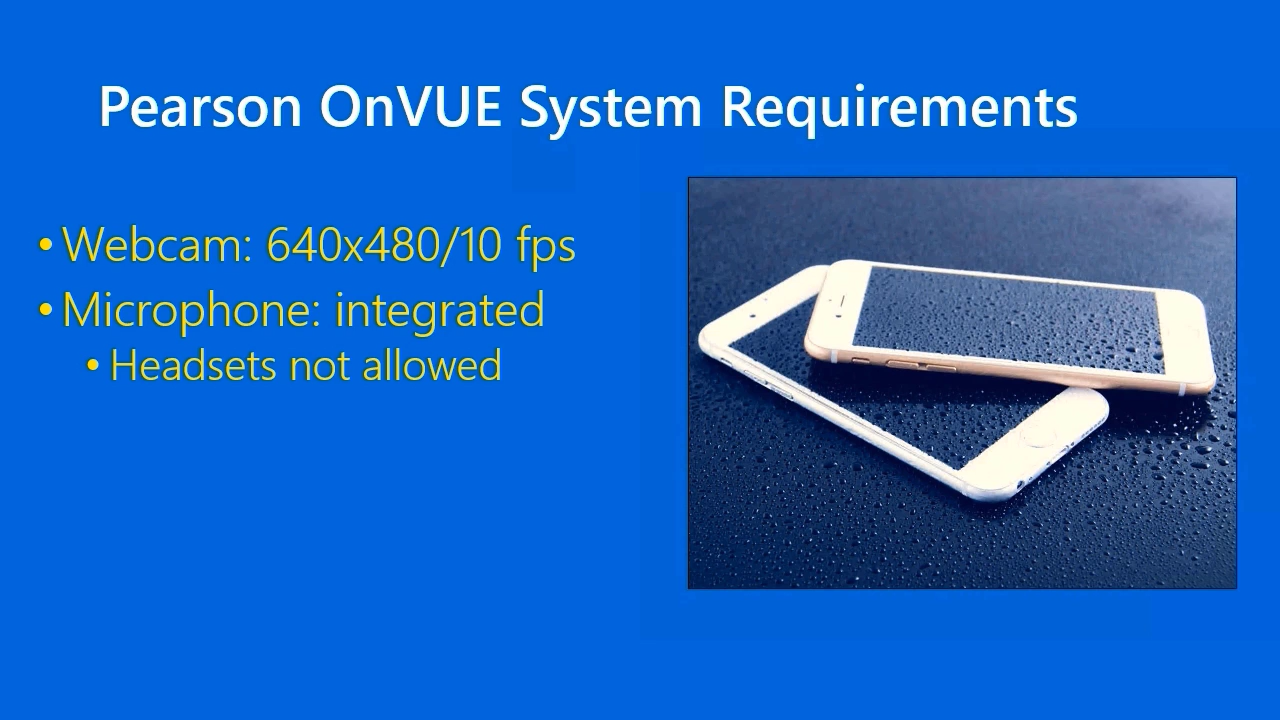 Pearson OnVUE System Requirements
• Webcam: 640x480/10 fps
• Microphone: integrated
• Headsets not allowed